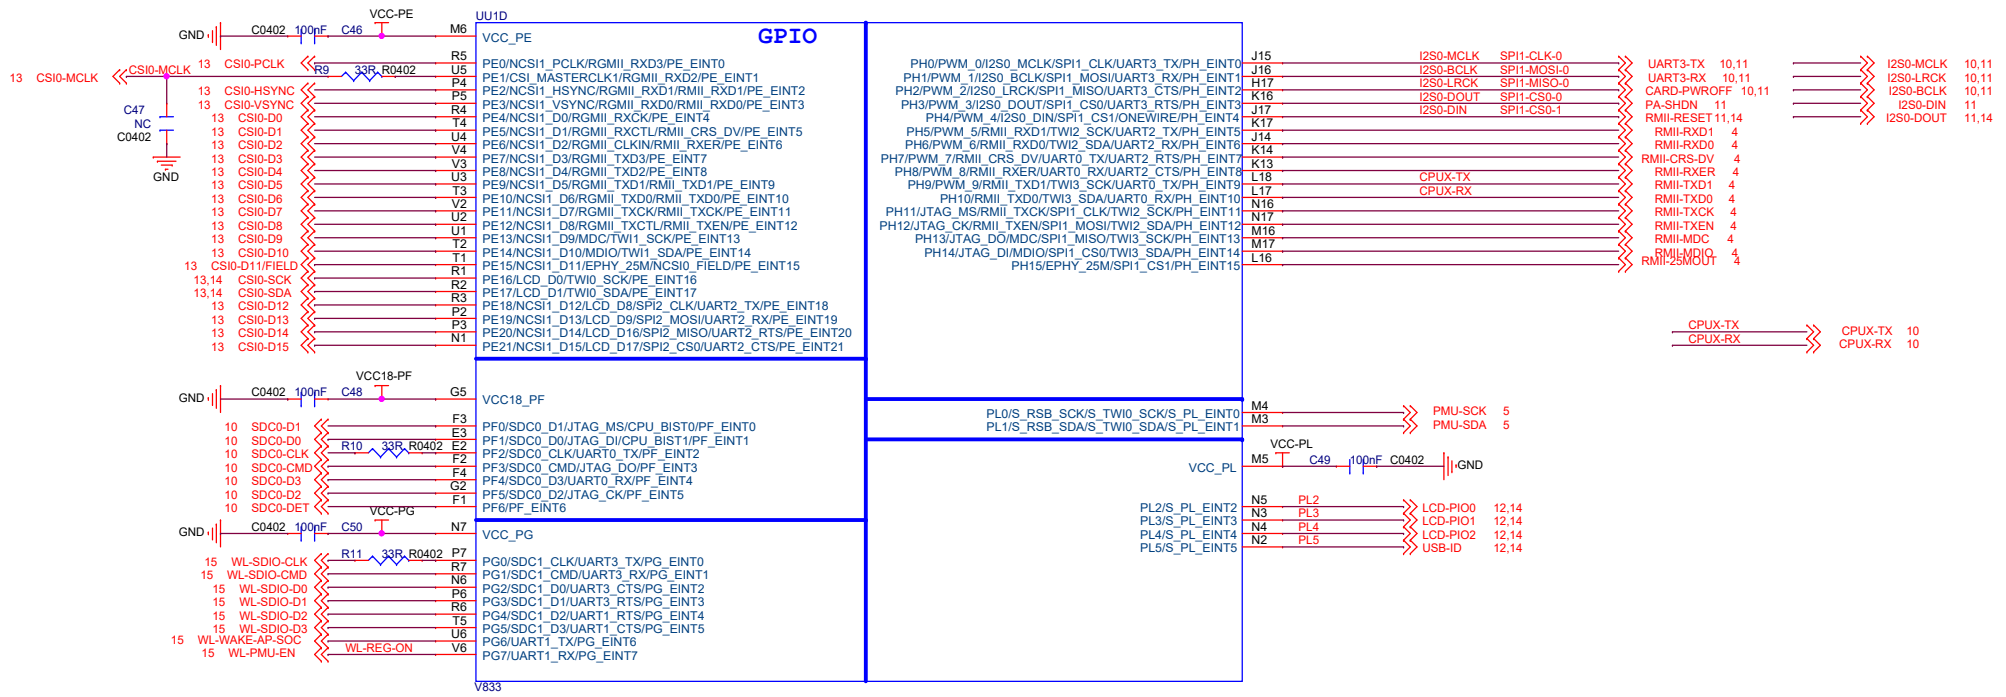 UU1D
GPIO
GND C0402 100nF C46 VCC-PE M6 VCC_PE
13 CSI0-PCLK R5 PE0/NCSI1_PCLK/RGMII_RXD3/PE_EINT0
13 CSI0-MCLK CSI0-MCLK R9 33R R0402 U5 PE1/CSI_MASTERCLK1/RGMII_RXD2/PE_EINT1
13 CSI0-HSYNC P4 PE2/NCSI1_HSYNC/RGMII_RXD1/RMII_RXD1/PE_EINT2
13 CSI0-VSYNC P5 PE3/NCSI1_VSYNC/RGMII_RXD0/RMII_RXD0/PE_EINT3
C47
NC
C0402
GND
13 CSI0-D0 R4 PE4/NCSI1_D0/RGMII_RXCK/PE_EINT4
13 CSI0-D1 T4 PE5/NCSI1_D1/RGMII_RXCTL/RMII_CRS_DV/PE_EINT5
13 CSI0-D2 U4 PE6/NCSI1_D2/RGMII_CLKIN/RMII_RXER/PE_EINT6
13 CSI0-D3 V4 PE7/NCSI1_D3/RGMII_TXD3/PE_EINT7
13 CSI0-D4 V3 PE8/NCSI1_D4/RGMII_TXD2/PE_EINT8
13 CSI0-D5 U3 PE9/NCSI1_D5/RGMII_TXD1/RMII_TXD1/PE_EINT9
13 CSI0-D6 T3 PE10/NCSI1_D6/RGMII_TXD0/RMII_TXD0/PE_EINT10
13 CSI0-D7 V2 PE11/NCSI1_D7/RGMII_TXCK/RMII_TXCK/PE_EINT11
13 CSI0-D8 U2 PE12/NCSI1_D8/RGMII_TXCTL/RMII_TXEN/PE_EINT12
13 CSI0-D9 U1 PE13/NCSI1_D9/MDC/TWI1_SCK/PE_EINT13
13 CSI0-D10 T2 PE14/NCSI1_D10/MDIO/TWI1_SDA/PE_EINT14
13 CSI0-D11/FIELD T1 PE15/NCSI1_D11/EPHY_25M/NCSI0_FIELD/PE_EINT15
13,14 CSI0-SCK R1 PE16/LCD_D0/TWI0_SCK/PE_EINT16
13,14 CSI0-SDA R2 PE17/LCD_D1/TWI0_SDA/PE_EINT17
13 CSI0-D12 R3 PE18/NCSI1_D12/LCD_D8/SPI2_CLK/UART2_TX/PE_EINT18
13 CSI0-D13 P2 PE19/NCSI1_D13/LCD_D9/SPI2_MOSI/UART2_RX/PE_EINT19
13 CSI0-D14 P3 PE20/NCSI1_D14/LCD_D16/SPI2_MISO/UART2_RTS/PE_EINT20
13 CSI0-D15 N1 PE21/NCSI1_D15/LCD_D17/SPI2_CS0/UART2_CTS/PE_EINT21
GND C0402 100nF C48 VCC18-PF G5 VCC18_PF
10 SDC0-D1 F3 PF0/SDC0_D1/JTAG_MS/CPU_BIST0/PF_EINT0
10 SDC0-D0 E3 PF1/SDC0_D0/JTAG_DI/CPU_BIST1/PF_EINT1
10 SDC0-CLK R10 33R R0402 E2 PF2/SDC0_CLK/UART0_TX/PF_EINT2
10 SDC0-CMD F2 PF3/SDC0_CMD/JTAG_DO/PF_EINT3
10 SDC0-D3 F4 PF4/SDC0_D3/UART0_RX/PF_EINT4
10 SDC0-D2 G2 PF5/SDC0_D2/JTAG_CK/PF_EINT5
10 SDC0-DET F1 PF6/PF_EINT6
GND C0402 100nF C50 VCC-PG N7 VCC_PG
15 WL-SDIO-CLK R11 33R R0402 P7 PG0/SDC1_CLK/UART3_TX/PG_EINT0
15 WL-SDIO-CMD R7 PG1/SDC1_CMD/UART3_RX/PG_EINT1
15 WL-SDIO-D0 N6 PG2/SDC1_D0/UART3_CTS/PG_EINT2
15 WL-SDIO-D1 P6 PG3/SDC1_D1/UART3_RTS/PG_EINT3
15 WL-SDIO-D2 R6 PG4/SDC1_D2/UART1_RTS/PG_EINT4
15 WL-SDIO-D3 T5 PG5/SDC1_D3/UART1_CTS/PG_EINT5
15 WL-WAKE-AP-SOC U6 PG6/UART1_TX/PG_EINT6
15 WL-PMU-EN WL-REG-ON V6 PG7/UART1_RX/PG_EINT7
V833
PH0/PWM_0/I2S0_MCLK/SPI1_CLK/UART3_TX/PH_EINT0 J15 I2S0-MCLK SPI1-CLK-0 UART3-TX 10,11
PH1/PWM_1/I2S0_BCLK/SPI1_MOSI/UART3_RX/PH_EINT1 J16 I2S0-BCLK SPI1-MOSI-0 UART3-RX 10,11
PH2/PWM_2/I2S0_LRCK/SPI1_MISO/UART3_CTS/PH_EINT2 H17 I2S0-LRCK SPI1-MISO-0 CARD-PWROFF 10,11
PH3/PWM_3/I2S0_DOUT/SPI1_CS0/UART3_RTS/PH_EINT3 K16 I2S0-DOUT SPI1-CS0-0 PA-SHDN 11
PH4/PWM_4/I2S0_DIN/SPI1_CS1/ONEWIRE/PH_EINT4 J17 I2S0-DIN SPI1-CS0-1 RMII-RESET 11,14
PH5/PWM_5/RMII_RXD1/TWI2_SCK/UART2_TX/PH_EINT5 K17 RMII-RXD1 4
PH6/PWM_6/RMII_RXD0/TWI2_SDA/UART2_RX/PH_EINT6 J14 RMII-RXD0 4
PH7/PWM_7/RMII_CRS_DV/UART0_TX/UART2_RTS/PH_EINT7 K14 RMII-CRS-DV 4
PH8/PWM_8/RMII_RXER/UART0_RX/UART2_CTS/PH_EINT8 K13 RMII-RXER 4
PH9/PWM_9/RMII_TXD1/TWI3_SCK/UART0_TX/PH_EINT9 L18 CPUX-TX RMII-TXD1 4
PH10/RMII_TXD0/TWI3_SDA/UART0_RX/PH_EINT10 L17 CPUX-RX RMII-TXD0 4
PH11/JTAG_MS/RMII_TXCK/SPI1_CLK/TWI2_SCK/PH_EINT11 N16 RMII-TXCK 4
PH12/JTAG_CK/RMII_TXEN/SPI1_MOSI/TWI2_SDA/PH_EINT12 N17 RMII-TXEN 4
PH13/JTAG_DO/MDC/SPI1_MISO/TWI3_SCK/PH_EINT13 M16 RMII-MDC 4
PH14/JTAG_DI/MDIO/SPI1_CS0/TWI3_SDA/PH_EINT14 M17 RMII-MDIO 4
PH15/EPHY_25M/SPI1_CS1/PH_EINT15 L16 RMII-25MOUT 4
I2S0-MCLK 10,11
I2S0-LRCK 10,11
I2S0-BCLK 10,11
I2S0-DIN 11
I2S0-DOUT 11,14
CPUX-TX CPUX-TX 10
CPUX-RX CPUX-RX 10
PL0/S_RSB_SCK/S_TWI0_SCK/S_PL_EINT0 M4 PMU-SCK 5
PL1/S_RSB_SDA/S_TWI0_SDA/S_PL_EINT1 M3 PMU-SDA 5
VCC_PL M5 VCC-PL C49 100nF C0402 GND
PL2/S_PL_EINT2 N5 PL2 LCD-PIO0 12,14
PL3/S_PL_EINT3 N3 PL3 LCD-PIO1 12,14
PL4/S_PL_EINT4 N4 PL4 LCD-PIO2 12,14
PL5/S_PL_EINT5 N2 PL5 USB-ID 12,14